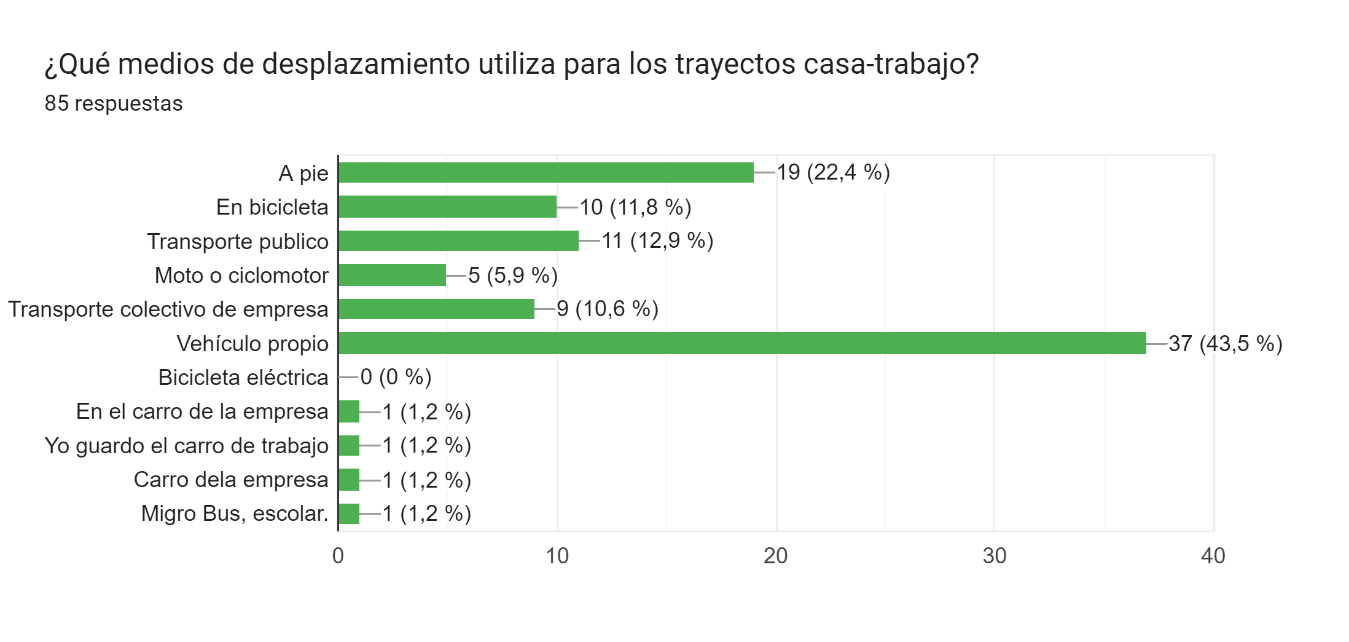 ¿Qué medios de desplazamiento utiliza para los trayectos casa-trabajo?
85 respuestas
A pie 19 (22,4 %)
En bicicleta 10 (11,8 %)
Transporte publico 11 (12,9 %)
Moto o ciclomotor 5 (5,9 %)
Transporte colectivo de empresa 9 (10,6 %)
Vehículo propio 37 (43,5 %)
Bicicleta eléctrica 0 (0 %)
En el carro de la empresa 1 (1,2 %)
Yo guardo el carro de trabajo 1 (1,2 %)
Carro dela empresa 1 (1,2 %)
Migro Bus, escolar. 1 (1,2 %)
0 10 20 30 40